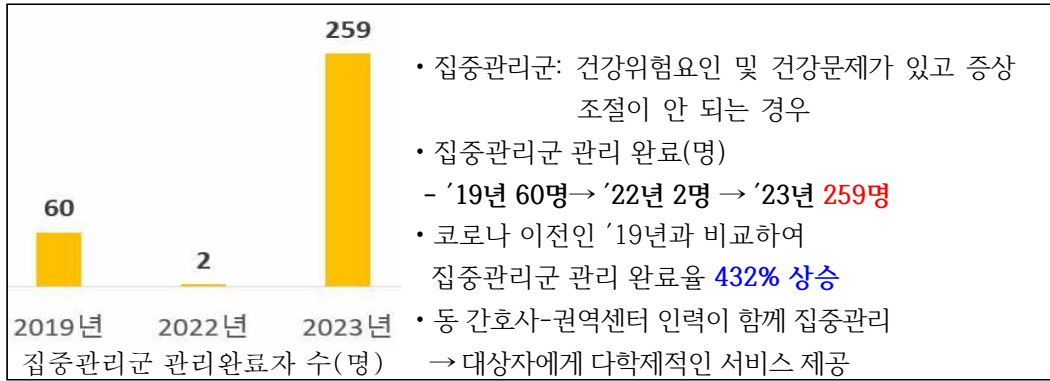 259
60
2
2019년 2022년 2023년
집중관리군 관리완료자 수(명)
・집중관리군: 건강위험요인 및 건강문제가 있고 증상
조절이 안 되는 경우
・집중관리군 관리 완료(명)
- ´19년 60명→ ´22년 2명 → ´23년 259명
・코로나 이전인 ´19년과 비교하여
집중관리군 관리 완료율 432% 상승
・동 간호사-권역센터 인력이 함께 집중관리
→ 대상자에게 다학제적인 서비스 제공